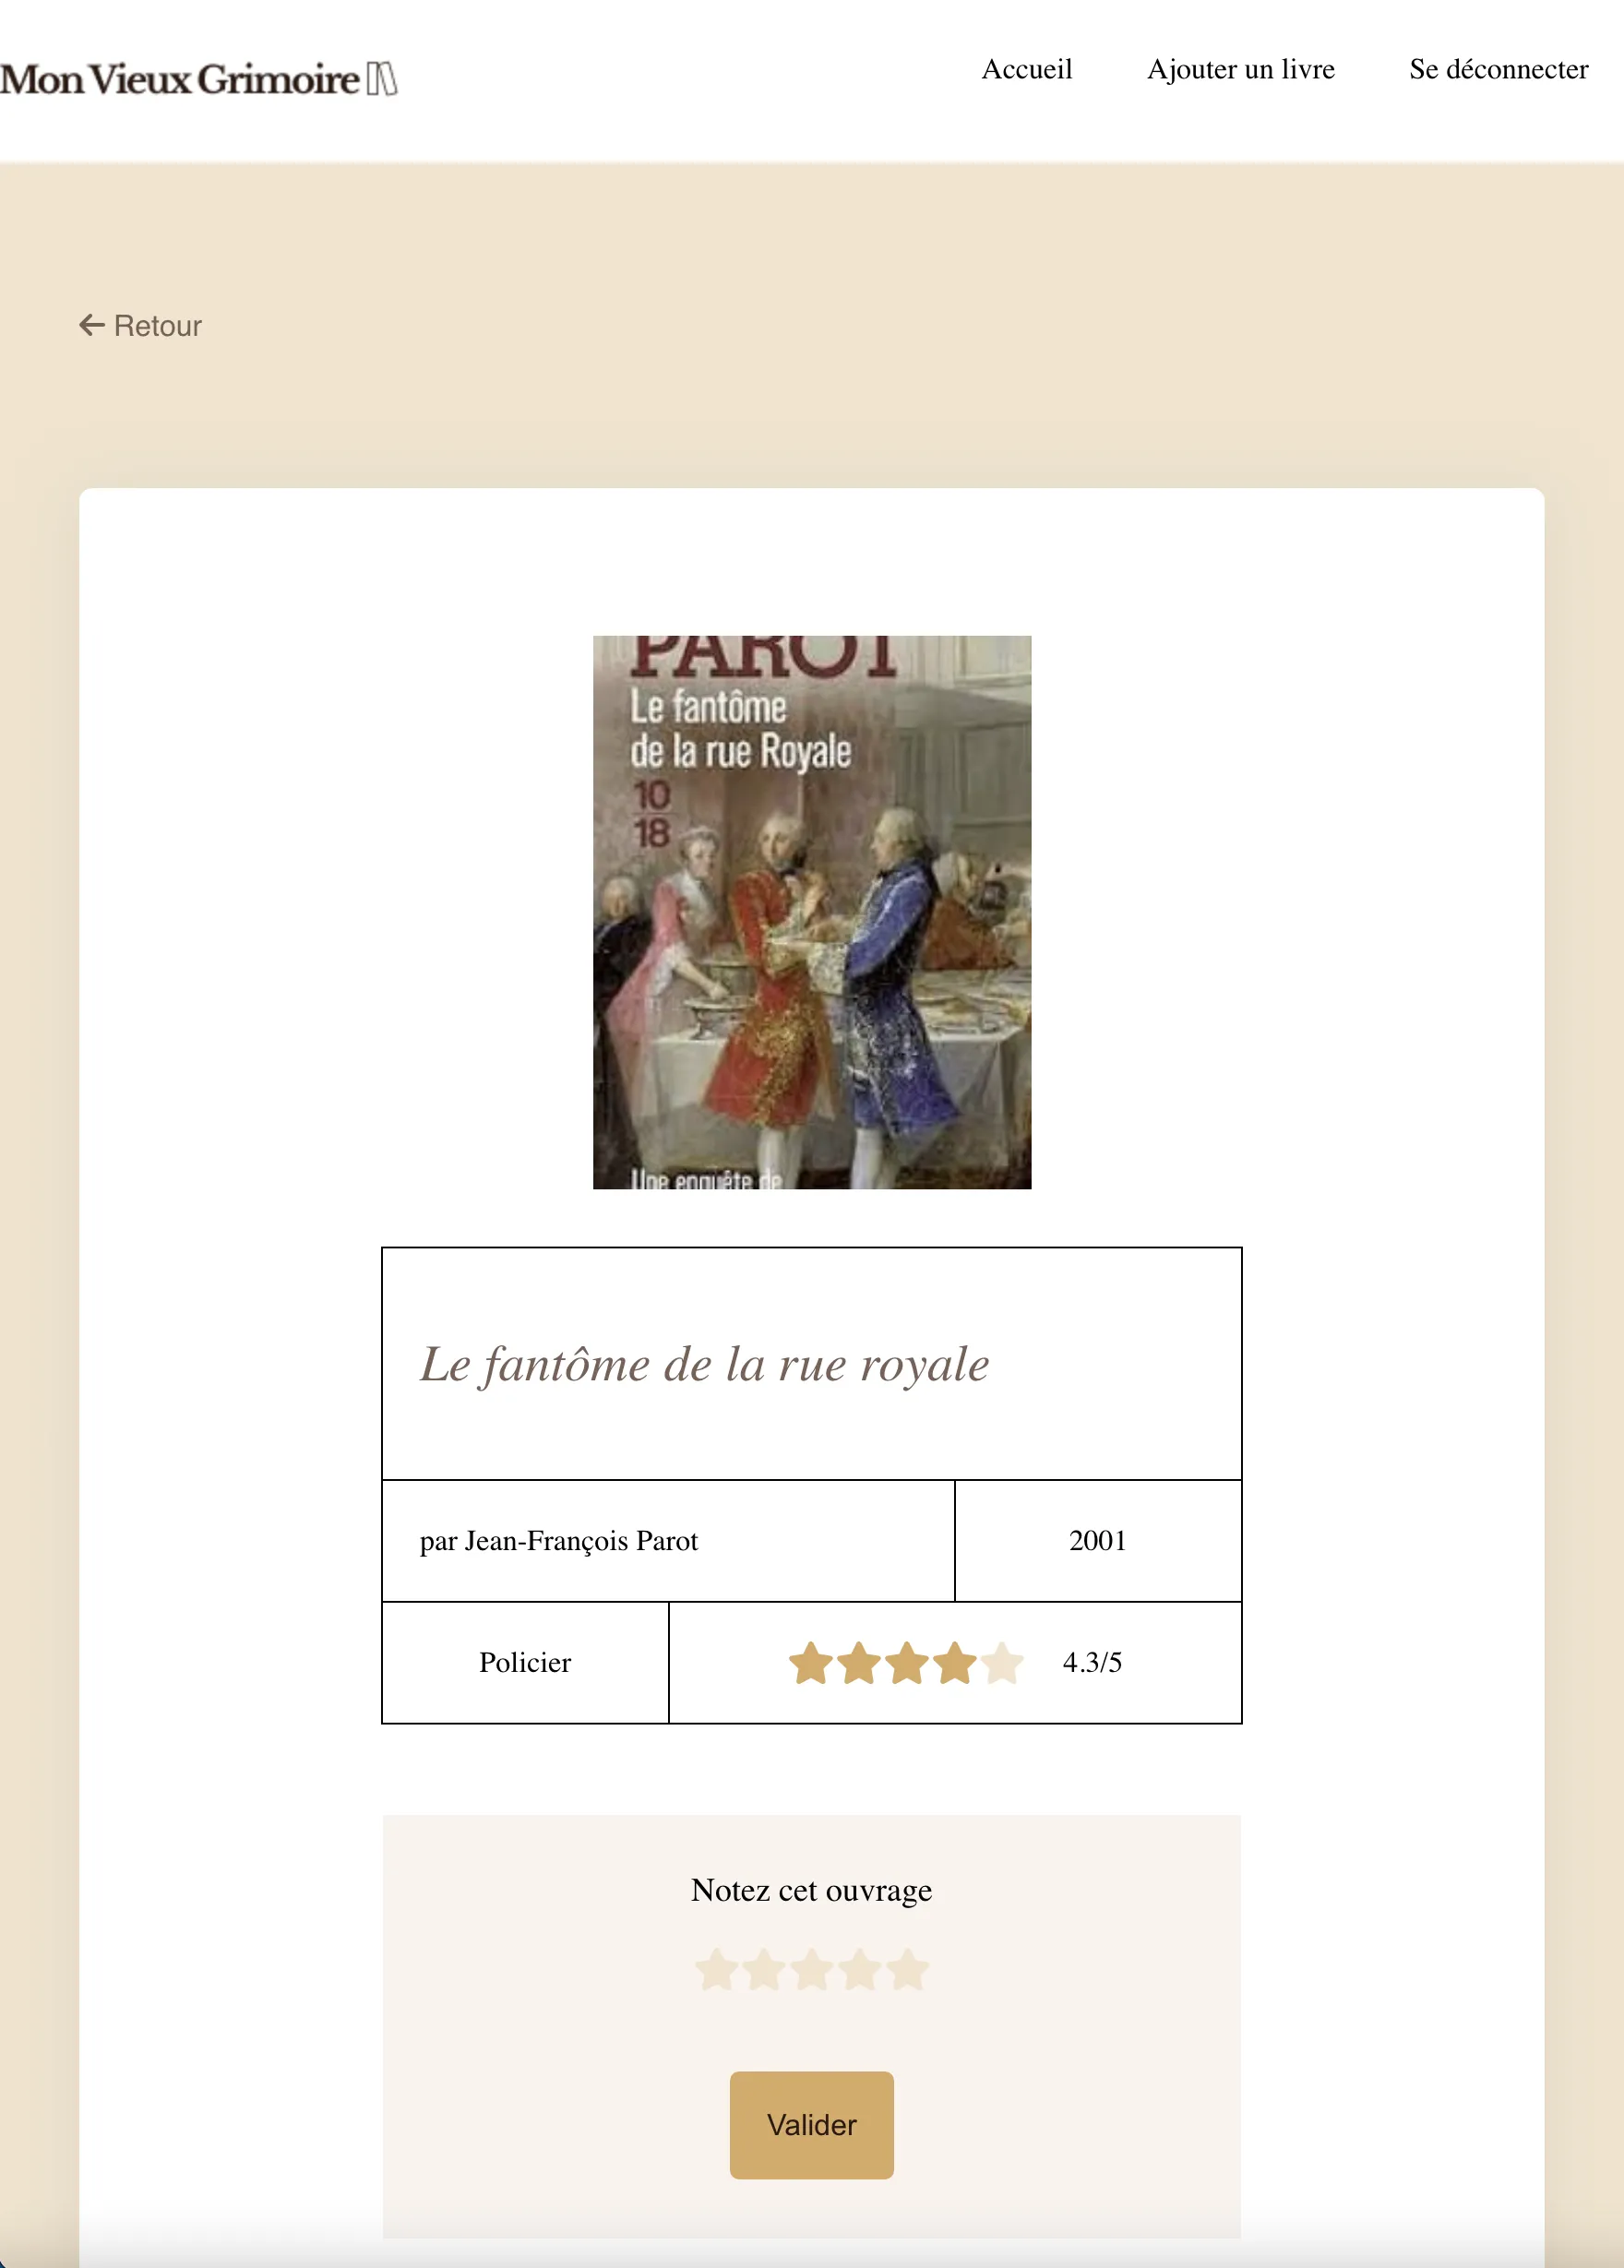 Mon Vieux Grimoire
Accueil
Ajouter un livre
Se déconnecter
Retour
PAROT
Le fantôme
de la rue Royale
10
18
Une enquête de
Le fantôme de la rue royale
par Jean-François Parot
2001
Policier
4.3/5
Notez cet ouvrage
Valider